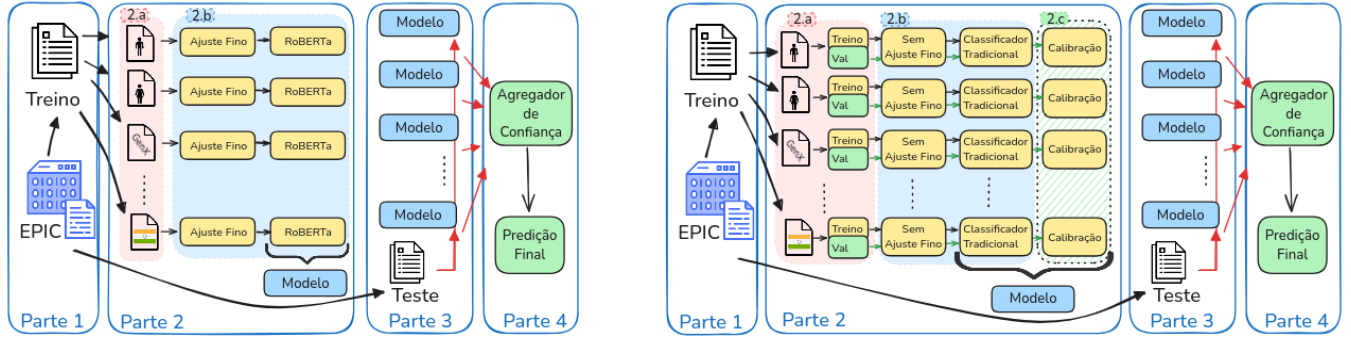 2.a
2.b
Ajuste Fino
RoBERTa
Ajuste Fino
RoBERTa
GenX
Ajuste Fino
RoBERTa
Ajuste Fino
RoBERTa
Modelo
Treino
EPIC
Parte 1
Parte 2
Modelo
Modelo
Modelo
Modelo
Teste
Parte 3
Agregador
de
Confiança
Predição
Final
Parte 4
2.a
2.b
2.c
Treino
Val
Sem
Ajuste Fino
Classificador
Tradicional
Calibração
Treino
Val
Sem
Ajuste Fino
Classificador
Tradicional
Calibração
GenX
Treino
Val
Sem
Ajuste Fino
Classificador
Tradicional
Calibração
Treino
Val
Sem
Ajuste Fino
Classificador
Tradicional
Calibração
Modelo
Treino
EPIC
Parte 1
Parte 2
Modelo
Modelo
Modelo
Modelo
Teste
Parte 3
Agregador
de
Confiança
Predição
Final
Parte 4